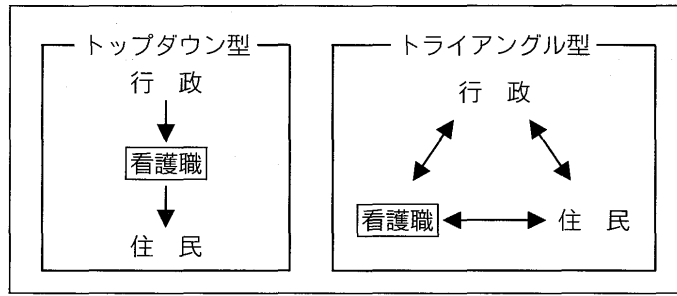 トップダウン型
行 政
看護職
住 民
トライアングル型
行 政
看護職
住 民